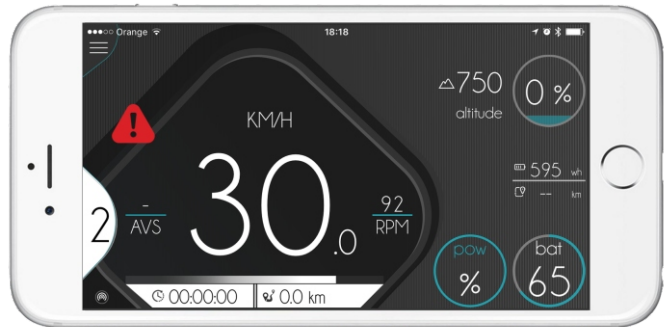 Orange 18:18
KM/H
750
altitude
0 %
30.0
2
-
AVS
92
RPM
595 wh
-- km
pow
%
bat
65
00:00:00 0.0 km